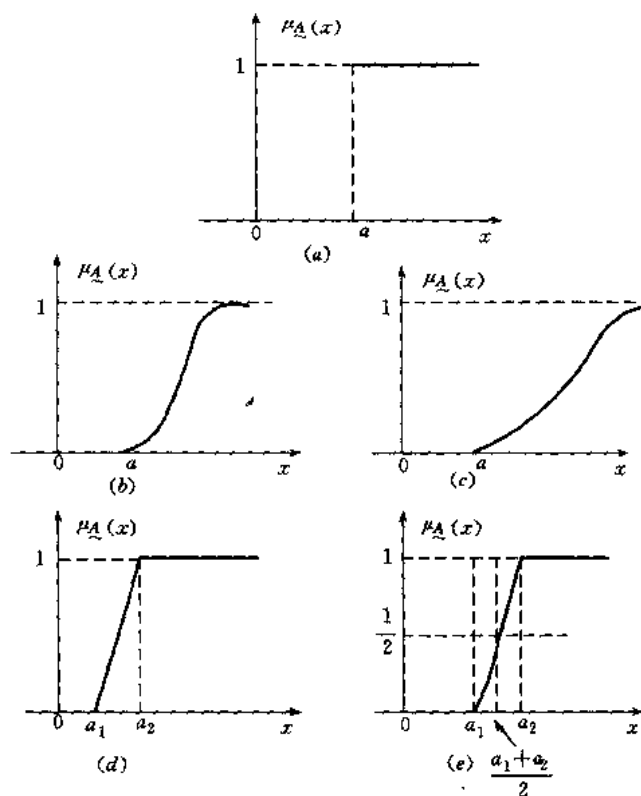 μA̰(x)
1
0 a x
(a)
μA̰(x)
1
0 a x
(b)
μA̰(x)
1
0 a x
(c)
μA̰(x)
1
0 a₁ a₂ x
(d)
μA̰(x)
1
1/2
0 a₁ a₂ x
(e) a₁+a₂/2